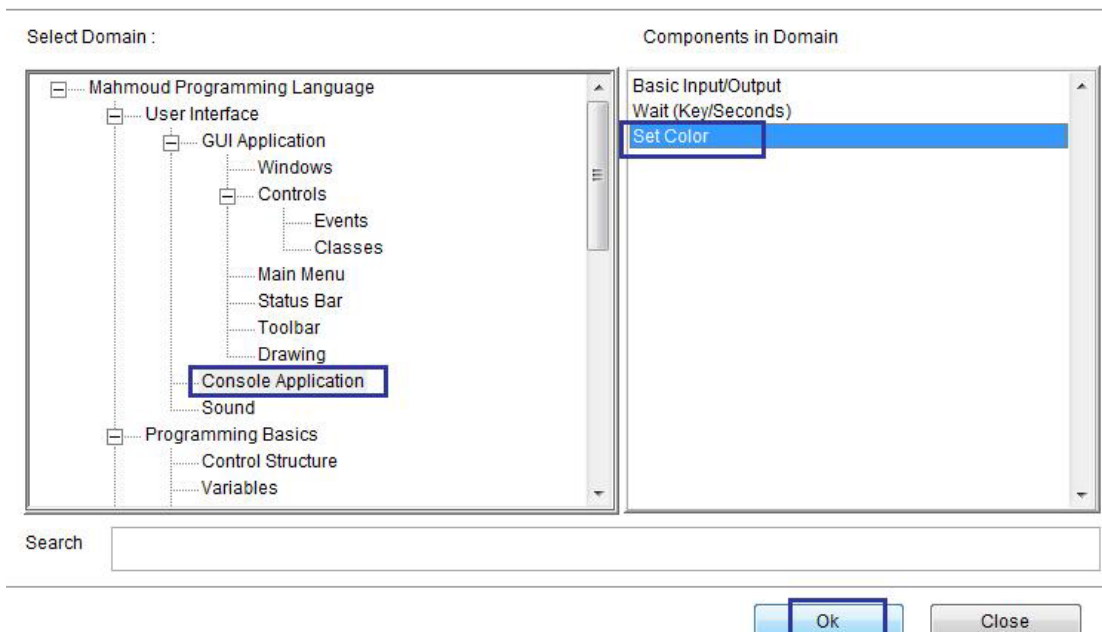 Select Domain :
Components in Domain
Mahmoud Programming Language
User Interface
GUI Application
Windows
Controls
Events
Classes
Main Menu
Status Bar
Toolbar
Drawing
Console Application
Sound
Programming Basics
Control Structure
Variables
Basic Input/Output
Wait (Key/Seconds)
Set Color
Search
Ok
Close